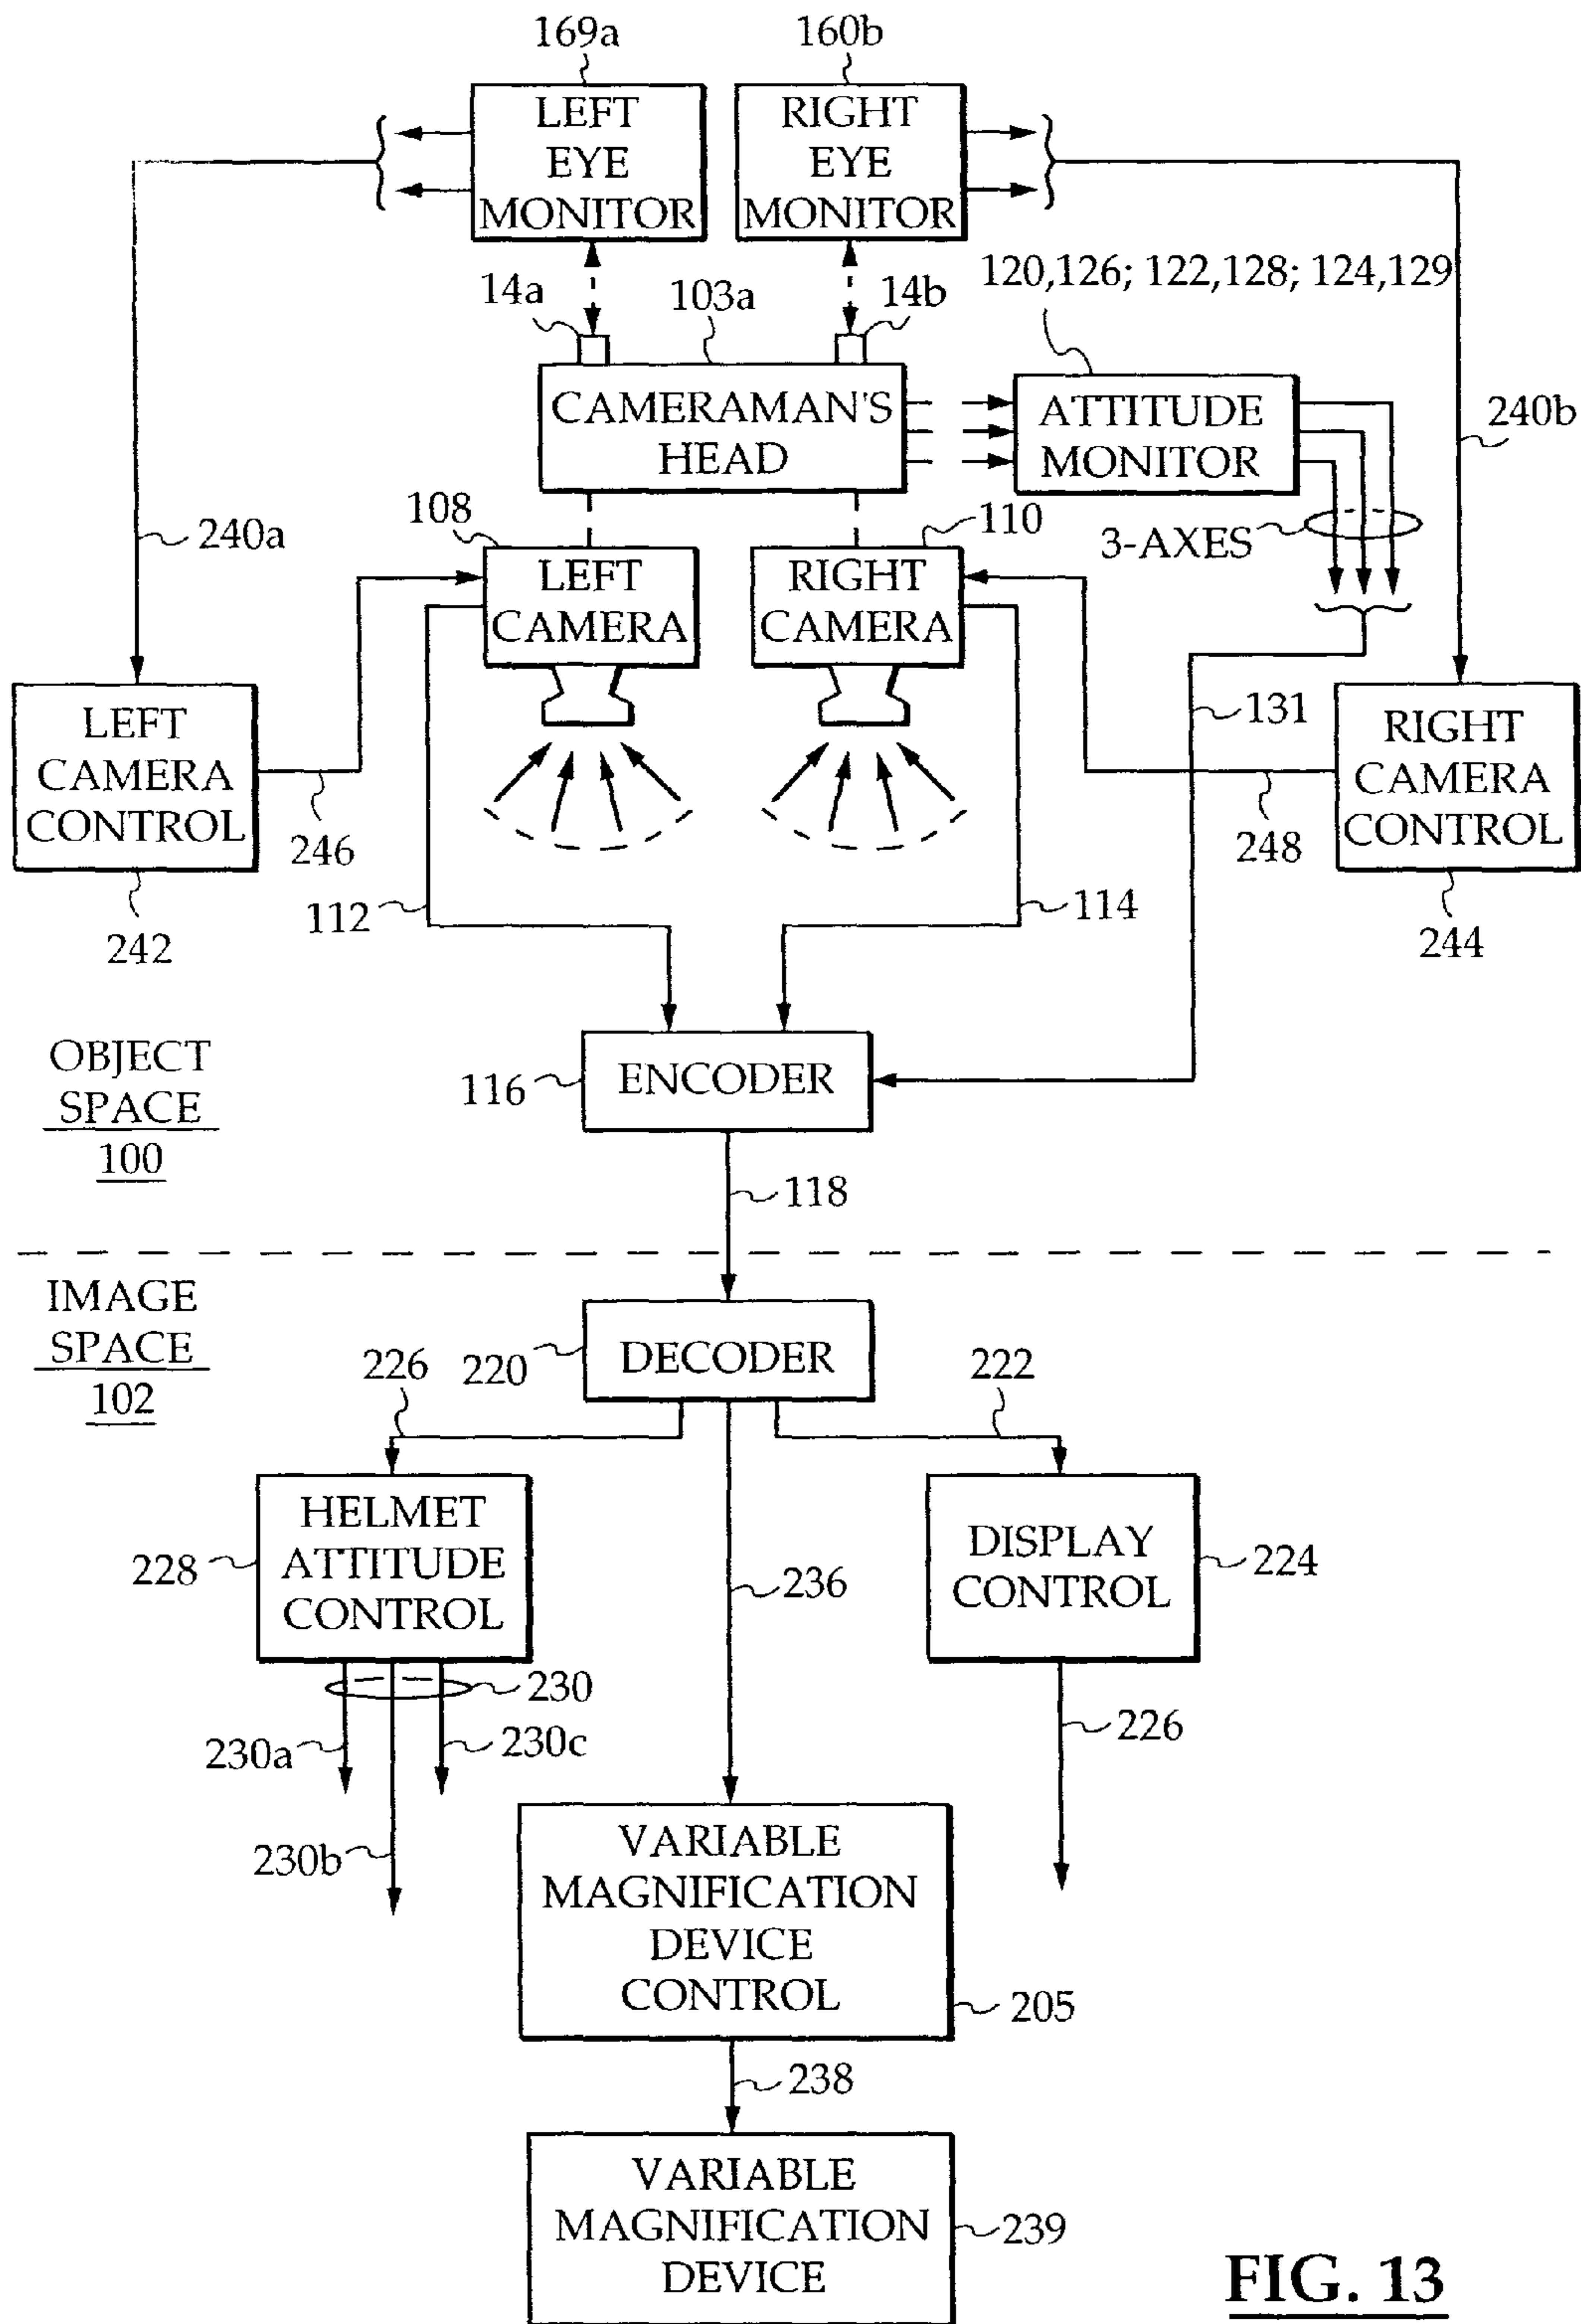 169a
160b
LEFT
EYE
MONITOR
RIGHT
EYE
MONITOR
120,126; 122,128; 124,129
14a
103a
14b
CAMERAMAN'S
HEAD
ATTITUDE
MONITOR
240b
240a
108
110
3-AXES
LEFT
CAMERA
RIGHT
CAMERA
LEFT
CAMERA
CONTROL
131
RIGHT
CAMERA
CONTROL
246
248
112
114
242
244
OBJECT
SPACE
100
116
ENCODER
118
IMAGE
SPACE
102
226
220
DECODER
222
HELMET
ATTITUDE
CONTROL
228
236
DISPLAY
CONTROL
224
230
230a
230c
226
230b
VARIABLE
MAGNIFICATION
DEVICE
CONTROL
205
238
VARIABLE
MAGNIFICATION
DEVICE
239
FIG. 13